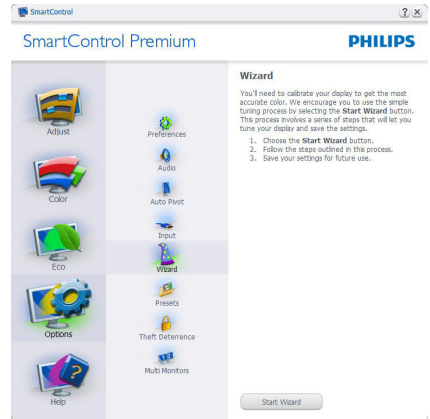 SmartControl
SmartControl Premium
PHILIPS
Adjust
Color
Eco
Options
Help
Preferences
Audio
Auto Pivot
Input
Wizard
Presets
Theft Deterrence
Multi Monitors
Wizard
You'll need to calibrate your display to get the most
accurate color. We encourage you to use the simple
tuning process by selecting the Start Wizard button.
This process involves a series of steps that will let you
tune your display and save the settings.
1. Choose the Start Wizard button.
2. Follow the steps outlined in this process.
3. Save your settings for future use.
Start Wizard